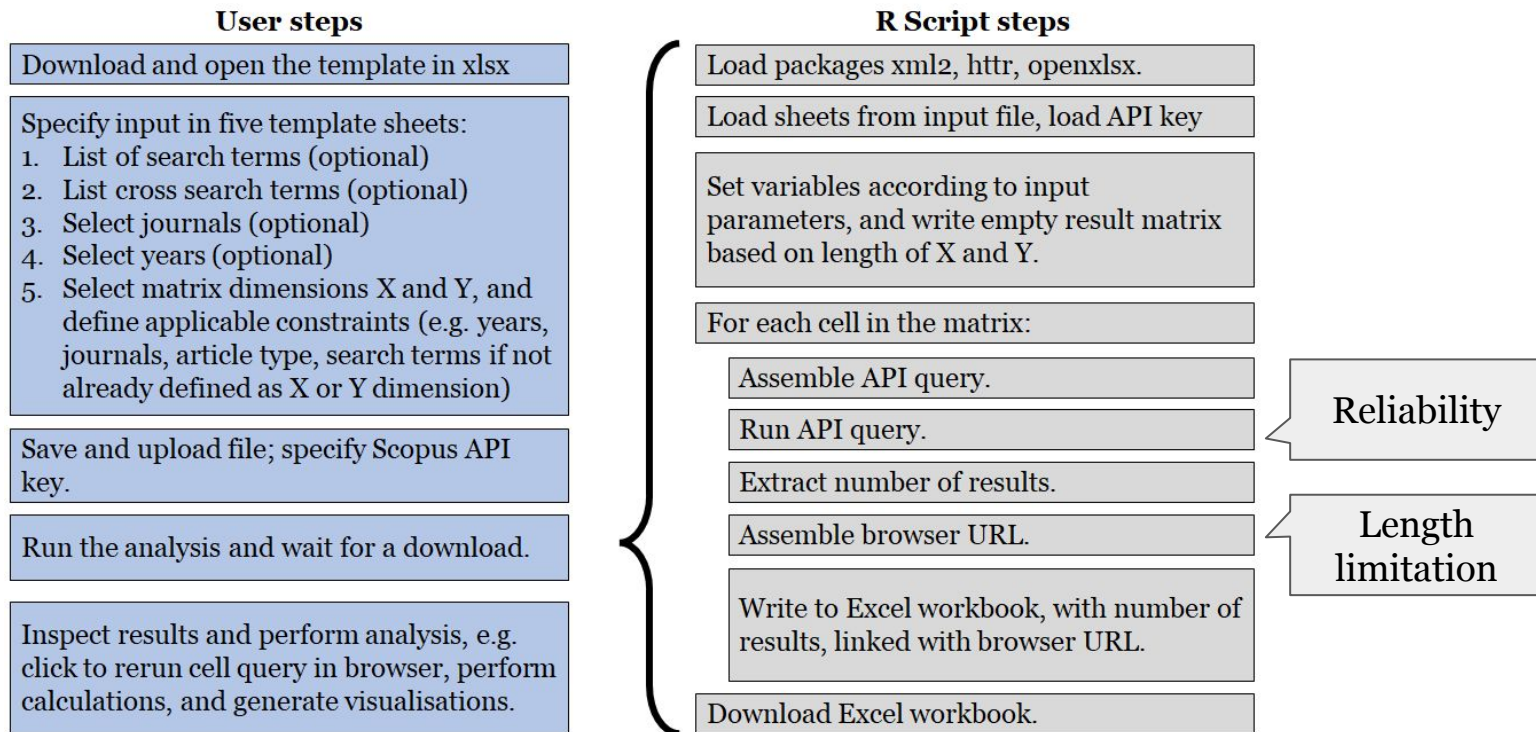 User steps
Download and open the template in xlsx
Specify input in five template sheets:
1. List of search terms (optional)
2. List cross search terms (optional)
3. Select journals (optional)
4. Select years (optional)
5. Select matrix dimensions X and Y, and
define applicable constraints (e.g. years,
journals, article type, search terms if not
already defined as X or Y dimension)
Save and upload file; specify Scopus API
key.
Run the analysis and wait for a download.
Inspect results and perform analysis, e.g.
click to rerun cell query in browser, perform
calculations, and generate visualisations.
R Script steps
Load packages xml2, httr, openxlsx.
Load sheets from input file, load API key
Set variables according to input
parameters, and write empty result matrix
based on length of X and Y.
For each cell in the matrix:
Assemble API query.
Run API query.
Extract number of results.
Assemble browser URL.
Write to Excel workbook, with number of
results, linked with browser URL.
Download Excel workbook.
Reliability
Length
limitation